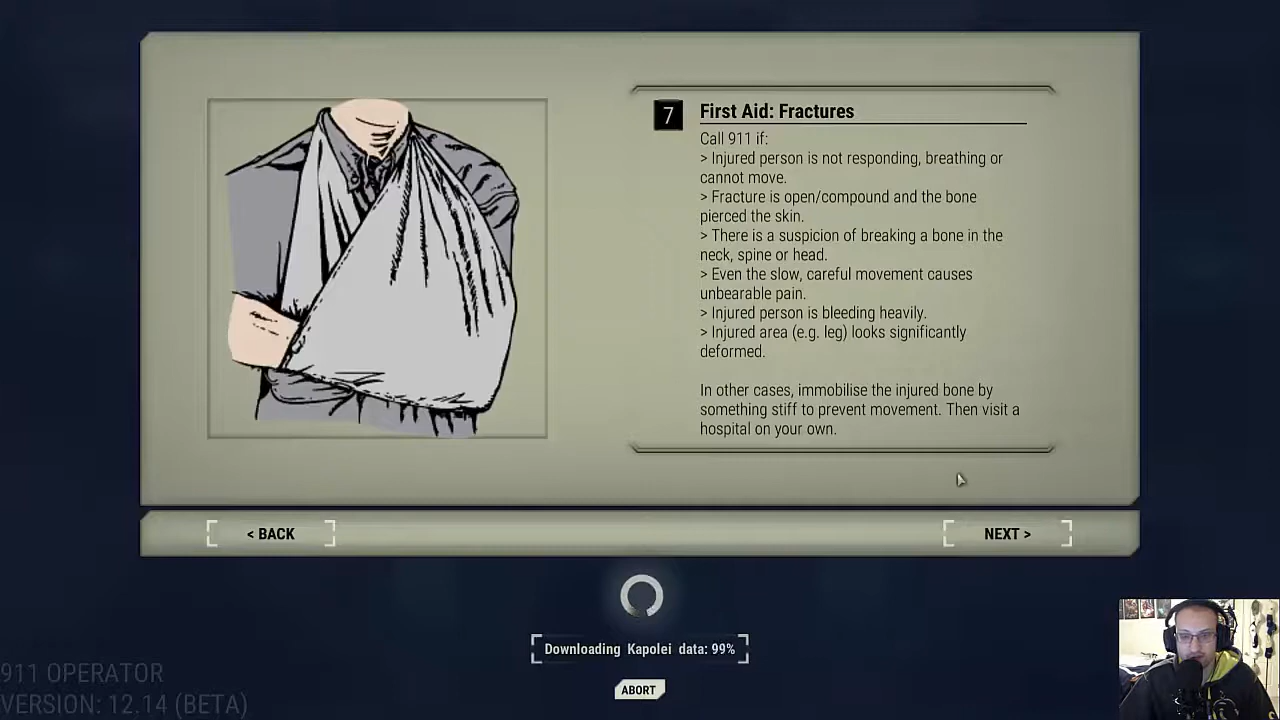 7
First Aid: Fractures
Call 911 if:
> Injured person is not responding, breathing or
cannot move.
> Fracture is open/compound and the bone
pierced the skin.
> There is a suspicion of breaking a bone in the
neck, spine or head.
> Even the slow, careful movement causes
unbearable pain.
> Injured person is bleeding heavily.
> Injured area (e.g. leg) looks significantly
deformed.
In other cases, immobilise the injured bone by
something stiff to prevent movement. Then visit a
hospital on your own.
< BACK
NEXT >
Downloading Kapolei data: 99%
ABORT
911 OPERATOR
VERSION: 12.14 (BETA)